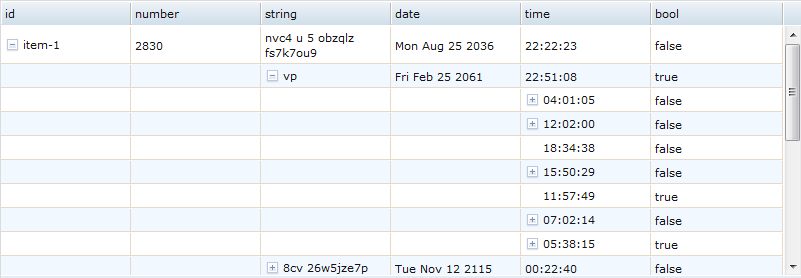 id number string date time bool
item-1 2830 nvc4 u 5 obzqlz fs7k7ou9 Mon Aug 25 2036 22:22:23 false
vp Fri Feb 25 2061 22:51:08 true
04:01:05 false
12:02:00 false
18:34:38 false
15:50:29 false
11:57:49 true
07:02:14 false
05:38:15 true
8cv 26w5jze7p Tue Nov 12 2115 00:22:40 false